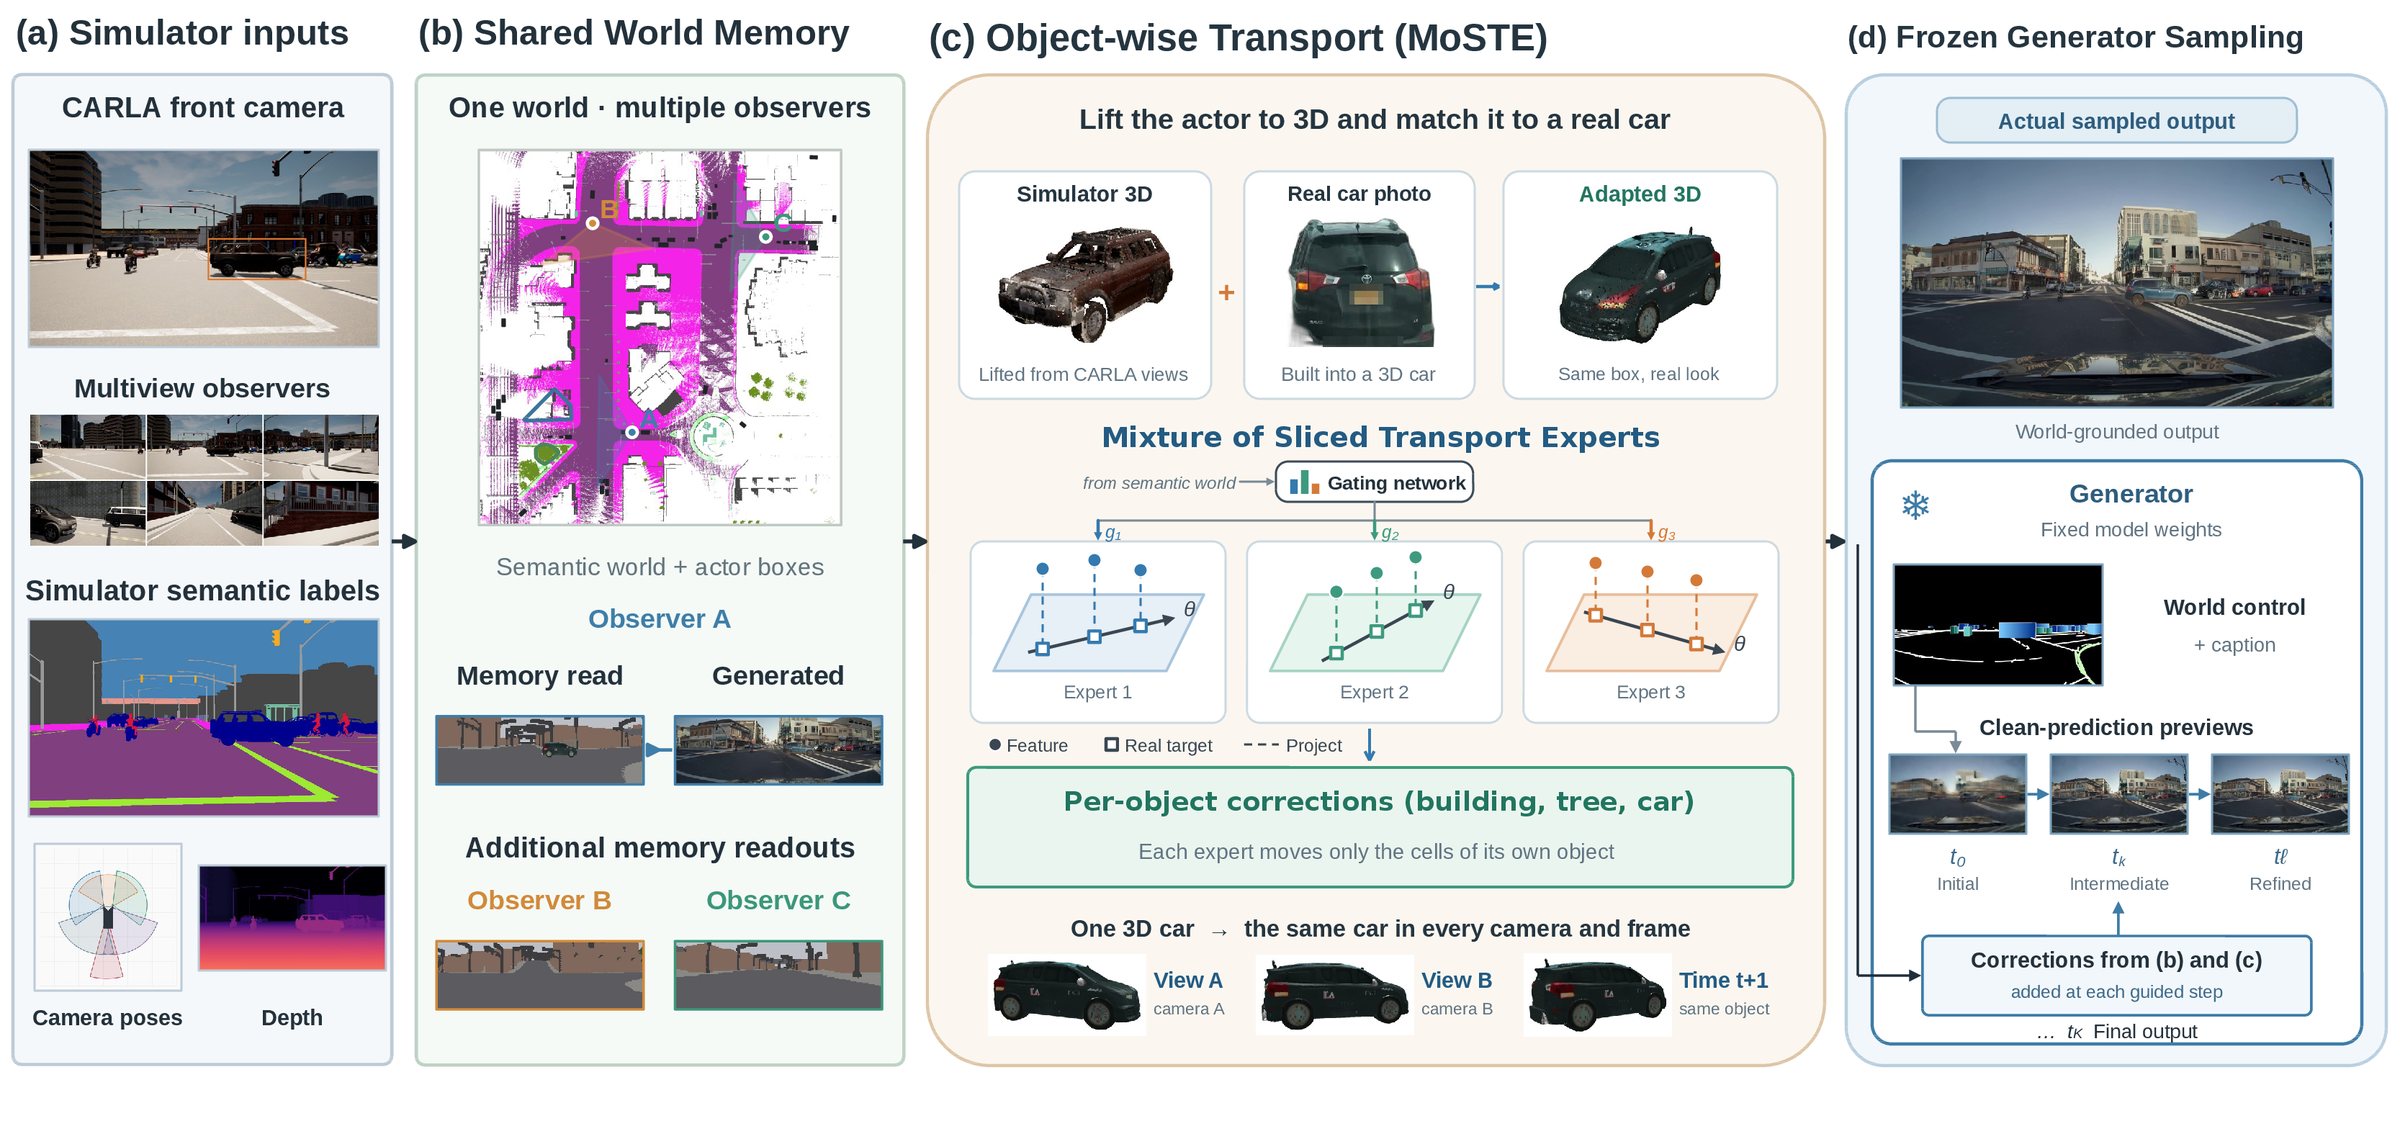 (a) Simulator inputs
CARLA front camera
Multiview observers
Simulator semantic labels
Camera poses
Depth
(b) Shared World Memory
One world · multiple observers
B
C
A
Semantic world + actor boxes
Observer A
Memory read
Generated
Additional memory readouts
Observer B
Observer C
(c) Object-wise Transport (MoSTE)
Lift the actor to 3D and match it to a real car
Simulator 3D
Lifted from CARLA views
+
Real car photo
Built into a 3D car
Adapted 3D
Same box, real look
Mixture of Sliced Transport Experts
from semantic world
Gating network
g₁
g₂
g₃
θ
Expert 1
θ
Expert 2
θ
Expert 3
Feature
Real target
Project
Per-object corrections (building, tree, car)
Each expert moves only the cells of its own object
One 3D car → the same car in every camera and frame
View A
camera A
View B
camera B
Time t+1
same object
(d) Frozen Generator Sampling
Actual sampled output
World-grounded output
Generator
Fixed model weights
World control
+ caption
Clean-prediction previews
t₀
Initial
tₖ
Intermediate
tℓ
Refined
Corrections from (b) and (c)
added at each guided step
... tK Final output